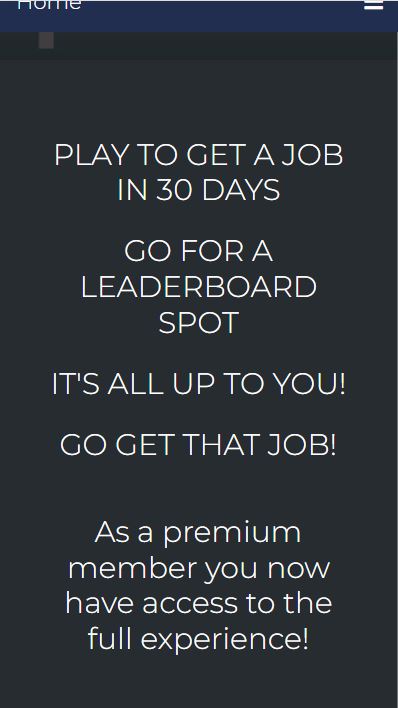 Home
PLAY TO GET A JOB
IN 30 DAYS
GO FOR A
LEADERBOARD
SPOT
IT'S ALL UP TO YOU!
GO GET THAT JOB!
As a premium
member you now
have access to the
full experience!